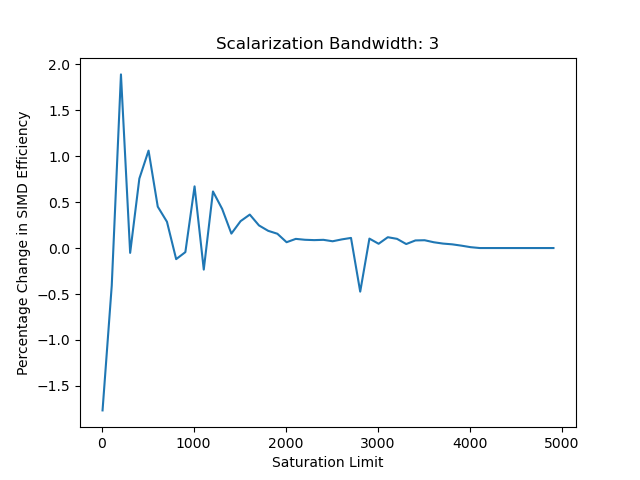 Scalarization Bandwidth: 3
Percentage Change in SIMD Efficiency
2.0
1.5
1.0
0.5
0.0
−0.5
−1.0
−1.5
0 1000 2000 3000 4000 5000
Saturation Limit